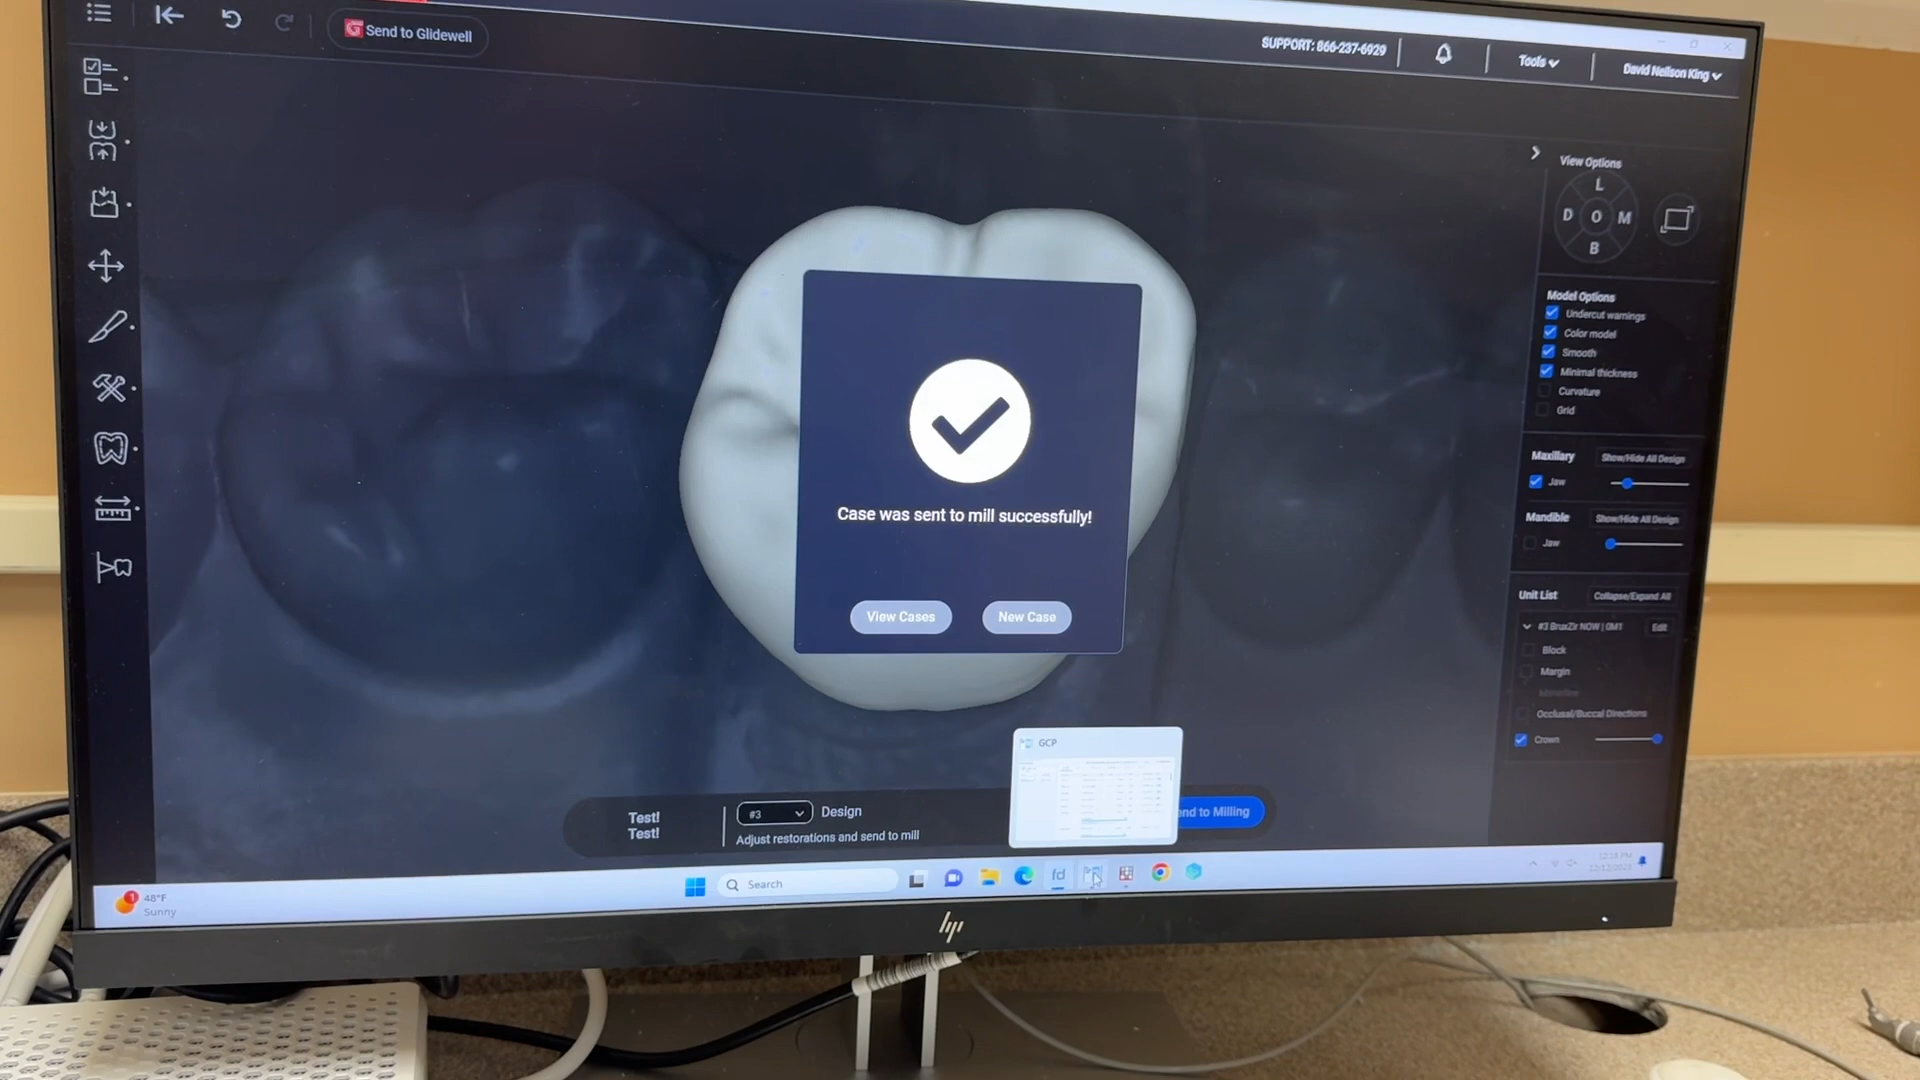 Send to Glidewell
SUPPORT: 866-237-6929
Tools
David Neilson King
View Options
L
D O M
B
Model Options
Undercut warnings
Color model
Smooth
Minimal thickness
Curvature
Grid
Maxillary Show/Hide All Design
Jaw
Mandible Show/Hide All Design
Jaw
Unit List Collapse/Expand All
#3 BruxZir NOW | 0M1 Edit
Block
Margin
Occlusal/Buccal Directions
Crown
Case was sent to mill successfully!
View Cases New Case
GCP
Test!
Test!
#3 Design
Adjust restorations and send to mill
nd to Milling
1 48°F
Sunny
Search
fd
hp